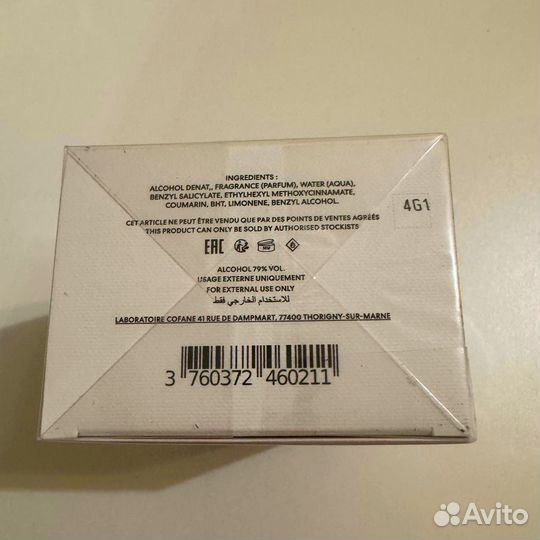 INGREDIENTS :
ALCOHOL DENAT., FRAGRANCE (PARFUM), WATER (AQUA),
BENZYL SALICYLATE, ETHYLHEXYL METHOXYCINNAMATE,
COUMARIN, BHT, LIMONENE, BENZYL ALCOHOL.
4G1
CET ARTICLE NE PEUT ÊTRE VENDU QUE PAR DES POINTS DE VENTES AGRÉÉS
THIS PRODUCT CAN ONLY BE SOLD BY AUTHORISED STOCKISTS
EAC
ALCOHOL 79% VOL.
USAGE EXTERNE UNIQUEMENT
FOR EXTERNAL USE ONLY
للاستخدام الخارجي فقط
LABORATOIRE COFANE 41 RUE DE DAMPMART, 77400 THORIGNY-SUR-MARNE
3 760372 460211
Avito